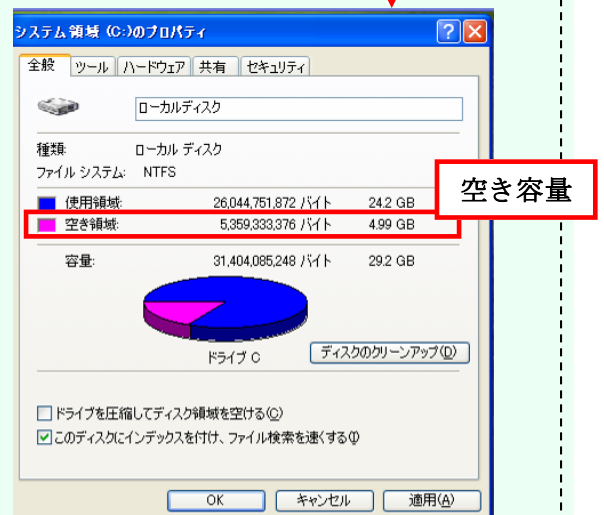 システム領域 (C:)のプロパティ
全般 ツール ハードウェア 共有 セキュリティ
ローカルディスク
種類: ローカル ディスク
ファイル システム: NTFS
空き容量
使用領域: 26,044,751,872 バイト 24.2 GB
空き領域: 5,359,333,376 バイト 4.99 GB
容量: 31,404,085,248 バイト 29.2 GB
ドライブ C
ディスクのクリーンアップ(D)
ドライブを圧縮してディスク領域を空ける(C)
このディスクにインデックスを付け、ファイル検索を速くする(I)
OK キャンセル 適用(A)